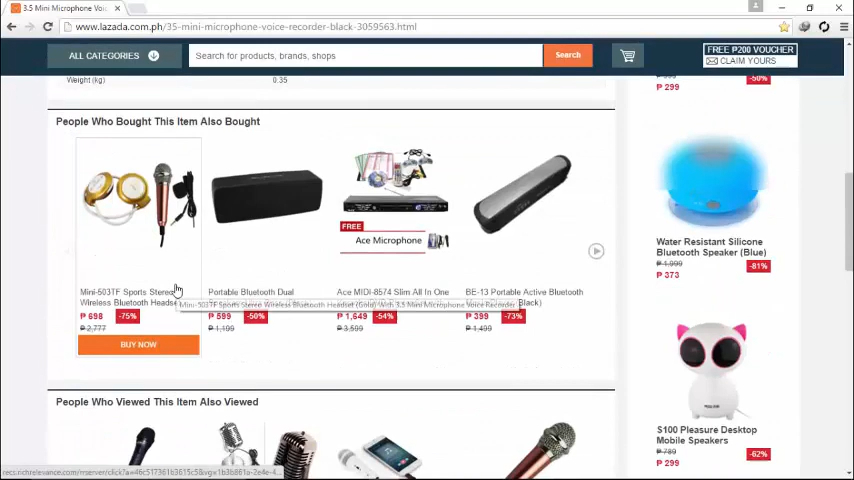 3.5 Mini Microphone Voic
www.lazada.com.ph/35-mini-microphone-voice-recorder-black-3059563.html
ALL CATEGORIES
Search for products, brands, shops
Search
FREE ₱200 VOUCHER
CLAIM YOURS
Weight (kg) 0.35
-50%
₱ 299
People Who Bought This Item Also Bought
FREE
Ace Microphone
Mini-503TF Sports Stereo
Wireless Bluetooth Headse
₱ 698 -75%
₱ 2,777
BUY NOW
Portable Bluetooth Dual
₱ 599 -50%
₱ 1,199
Ace MIDI-8574 Slim All In One
₱ 1,649 -54%
₱ 3,599
BE-13 Portable Active Bluetooth
Black)
₱ 399 -73%
₱ 1,499
Mini-503TF Sports Stereo Wireless Bluetooth Headset (Gold) With 3.5 Mini Microphone Voice Recorder
Water Resistant Silicone
Bluetooth Speaker (Blue)
₱ 1,999 -81%
₱ 373
S100 Pleasure Desktop
Mobile Speakers
₱ 789 -62%
₱ 299
People Who Viewed This Item Also Viewed